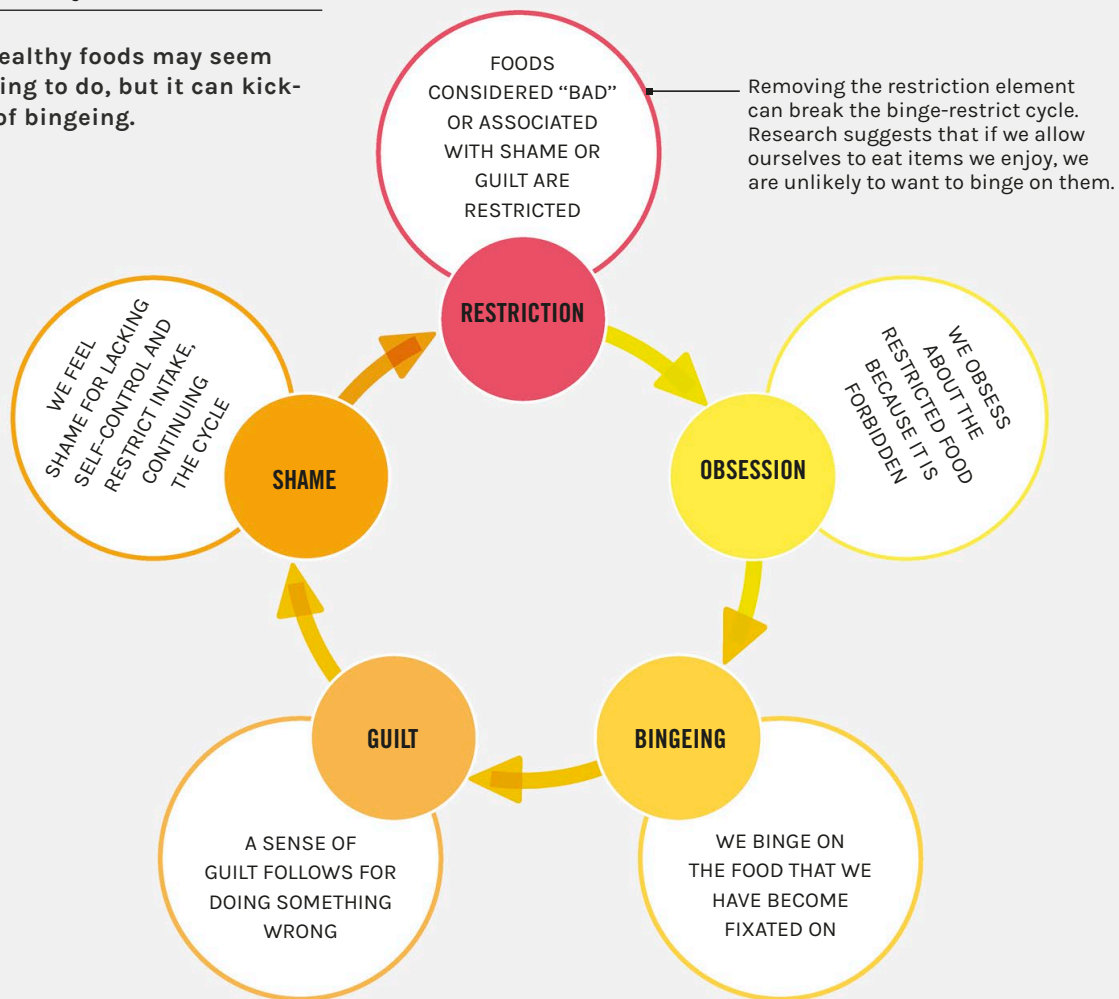 ealthy foods may seem
ing to do, but it can kick-
of bingeing.
FOODS
CONSIDERED “BAD”
OR ASSOCIATED
WITH SHAME OR
GUILT ARE
RESTRICTED
Removing the restriction element
can break the binge-restrict cycle.
Research suggests that if we allow
ourselves to eat items we enjoy, we
are unlikely to want to binge on them.
RESTRICTION
WE OBSESS
ABOUT THE
RESTRICTED FOOD
BECAUSE IT IS
FORBIDDEN
OBSESSION
BINGEING
WE BINGE ON
THE FOOD THAT WE
HAVE BECOME
FIXATED ON
GUILT
A SENSE OF
GUILT FOLLOWS FOR
DOING SOMETHING
WRONG
SHAME
WE FEEL
SHAME FOR LACKING
SELF-CONTROL AND
RESTRICT INTAKE,
CONTINUING
THE CYCLE